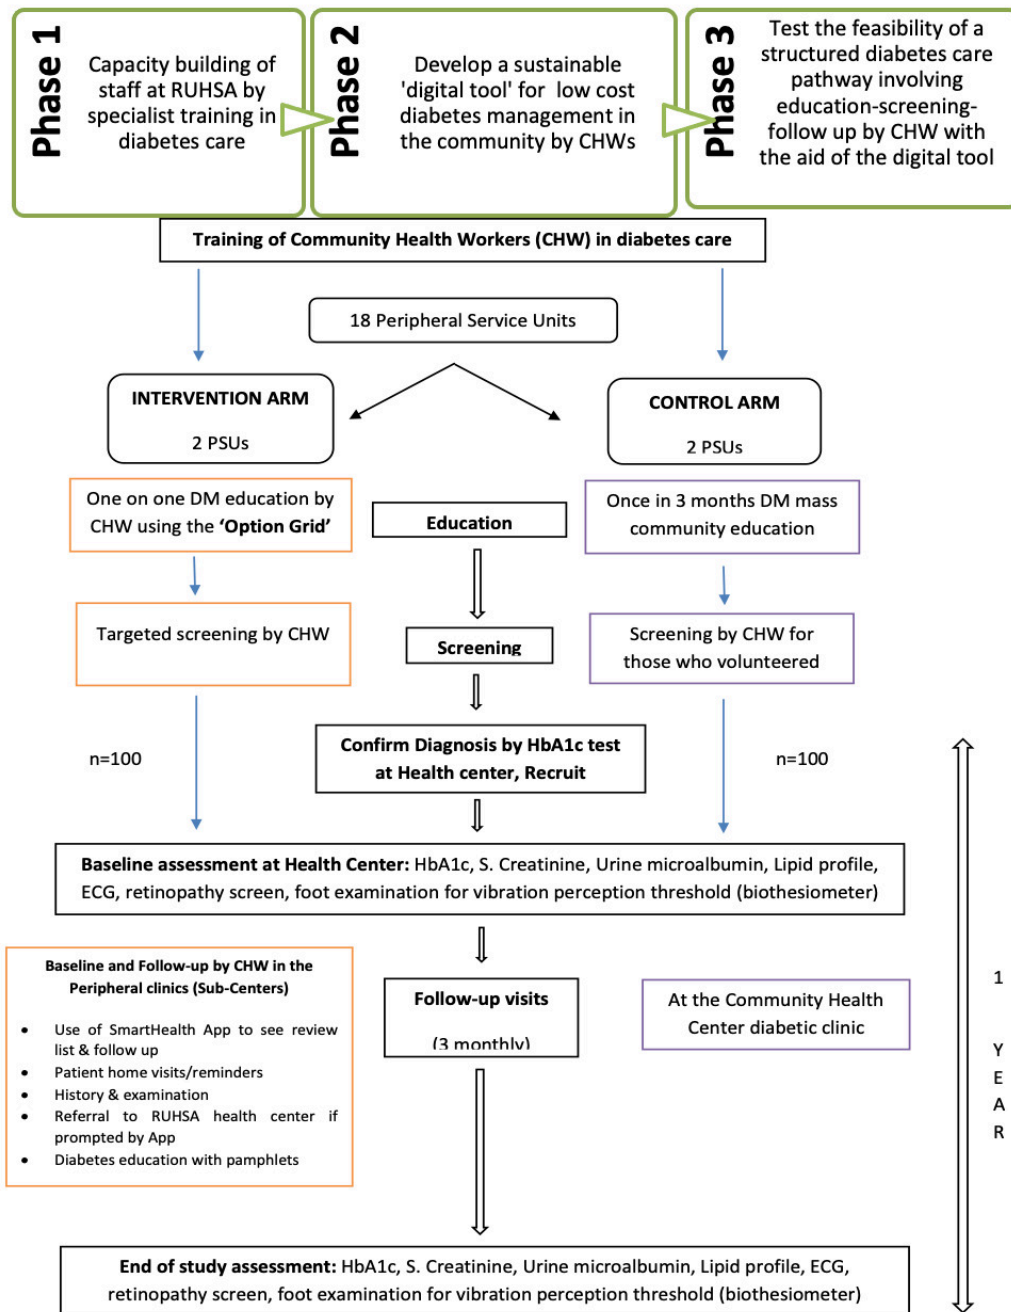 Phase 1
Capacity building of
staff at RUHSA by
specialist training in
diabetes care
Phase 2
Develop a sustainable
'digital tool' for low cost
diabetes management in
the community by CHWs
Phase 3
Test the feasibility of a
structured diabetes care
pathway involving
education-screening-
follow up by CHW with
the aid of the digital tool
Training of Community Health Workers (CHW) in diabetes care
18 Peripheral Service Units
INTERVENTION ARM
2 PSUs
CONTROL ARM
2 PSUs
One on one DM education by
CHW using the ‘Option Grid’
Education
Once in 3 months DM mass
community education
Targeted screening by CHW
Screening
Screening by CHW for
those who volunteered
n=100
Confirm Diagnosis by HbA1c test
at Health center, Recruit
n=100
Baseline assessment at Health Center: HbA1c, S. Creatinine, Urine microalbumin, Lipid profile,
ECG, retinopathy screen, foot examination for vibration perception threshold (biothesiometer)
Baseline and Follow-up by CHW in the
Peripheral clinics (Sub-Centers)
• Use of SmartHealth App to see review
list & follow up
• Patient home visits/reminders
• History & examination
• Referral to RUHSA health center if
prompted by App
• Diabetes education with pamphlets
Follow-up visits
(3 monthly)
At the Community Health
Center diabetic clinic
1
Y
E
A
R
End of study assessment: HbA1c, S. Creatinine, Urine microalbumin, Lipid profile, ECG,
retinopathy screen, foot examination for vibration perception threshold (biothesiometer)